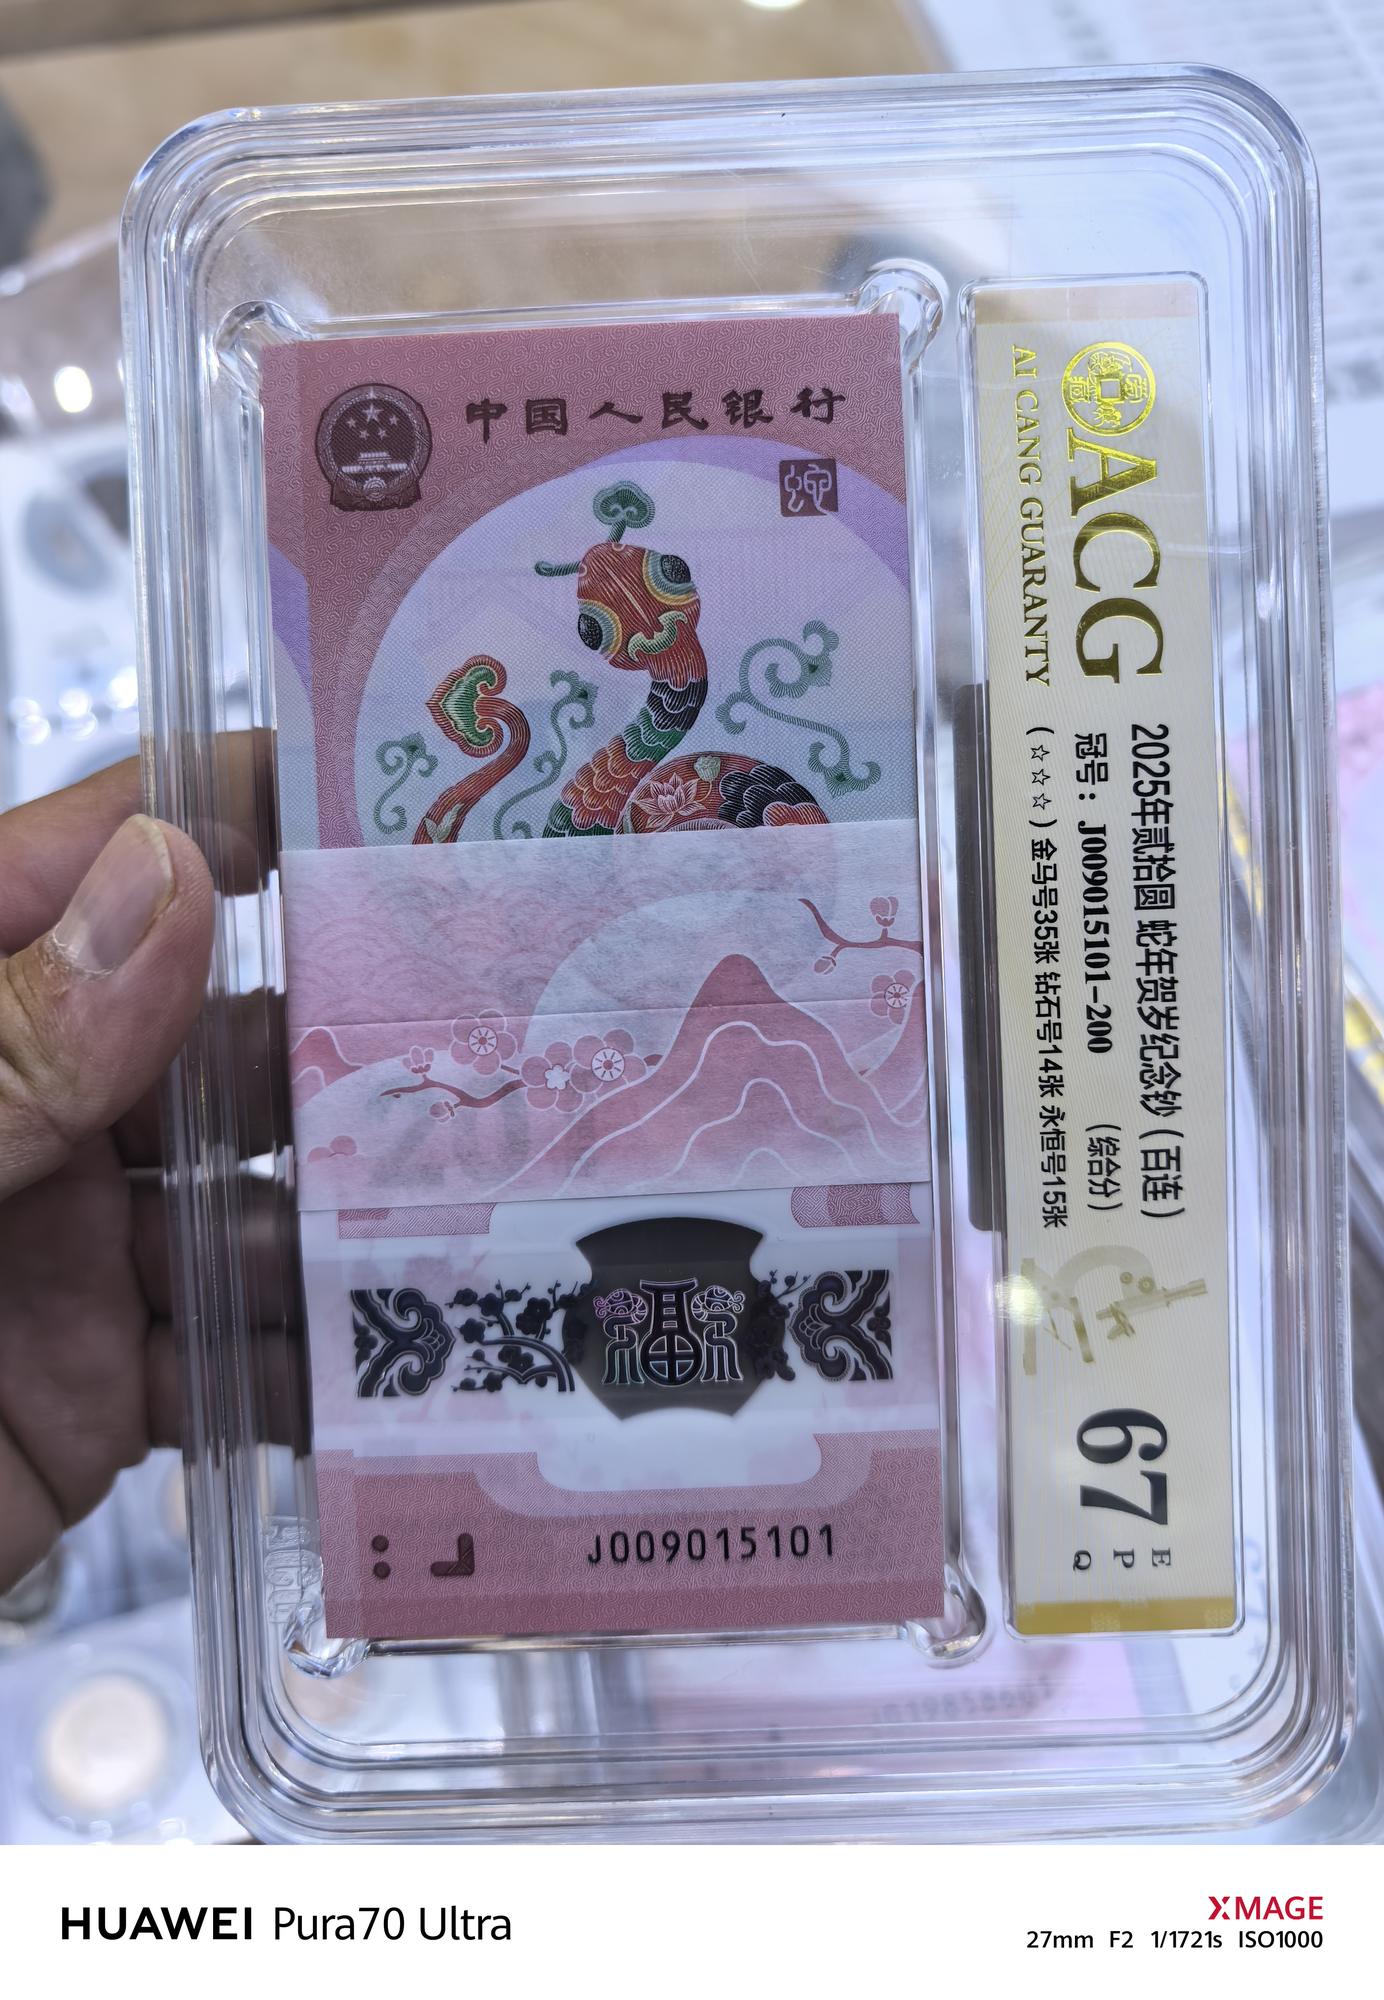 中国人民银行
蛇
J009015101
ACG
AI CANG GUARANTY
2025年贰拾圆 蛇年贺岁纪念钞（百连）
冠号：J009015101-200 （综合分）
（☆☆☆）金马号35张 钻石号14张 永恒号15张
67
E
P
Q
HUAWEI Pura70 Ultra
XMAGE
27mm F2 1/1721s ISO1000